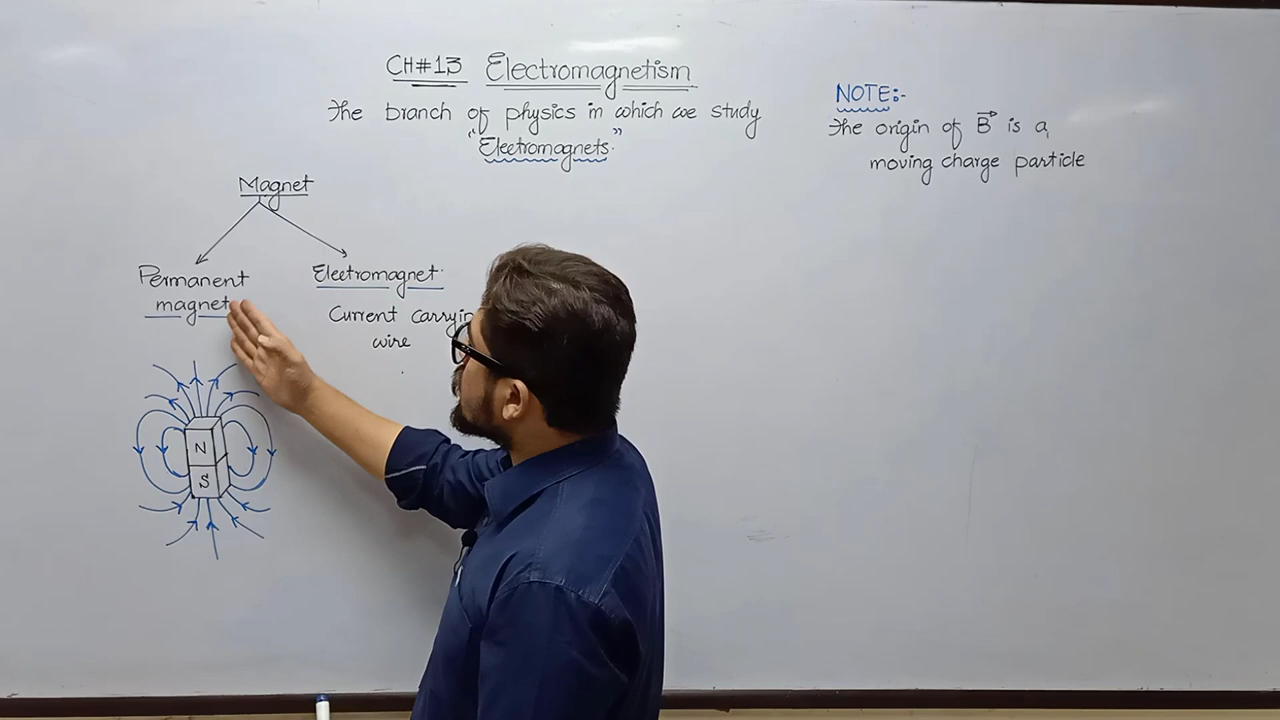 CH#13 Electromagnetism
The branch of physics in which we study
"Electromagnets."
Magnet
Permanent
magnet
Electromagnet.
Current
wire
N
S
NOTE:-
The origin of B⃗ is a
moving charge particle